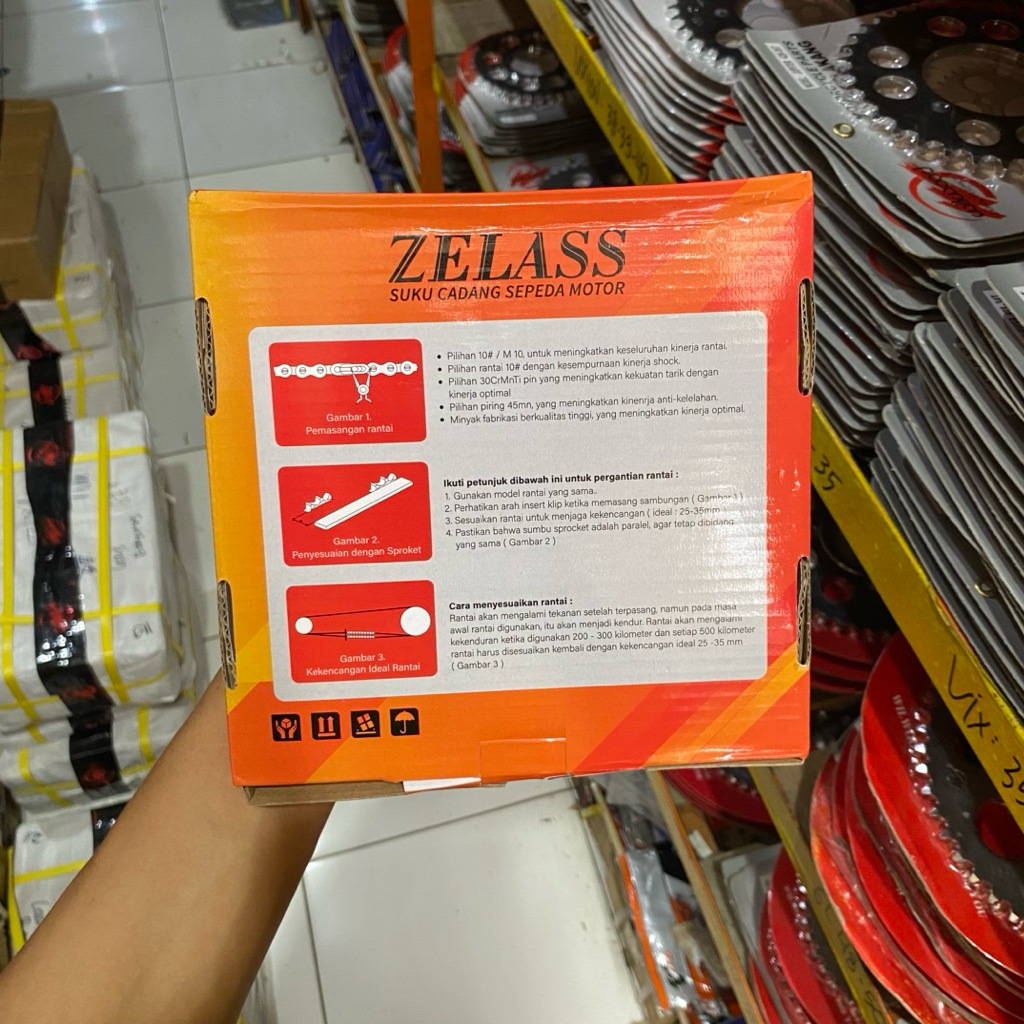 ZELASS
SUKU CADANG SEPEDA MOTOR
Gambar 1.
Pemasangan rantai
• Pilihan 10# / M 10, untuk meningkatkan keseluruhan kinerja rantai.
• Pilihan rantai 10# dengan kesempurnaan kinerja shock.
• Pilihan 30CrMnTi pin yang meningkatkan kekuatan tarik dengan
kinerja optimal
• Pilihan piring 45mn, yang meningkatkan kinenrja anti-kelelahan.
• Minyak fabrikasi berkualitas tinggi, yang meningkatkan kinerja optimal.
Gambar 2.
Penyesuaian dengan Sproket
Ikuti petunjuk dibawah ini untuk pergantian rantai :
1. Gunakan model rantai yang sama..
2. Perhatikan arah insert klip ketika memasang sambungan ( Gambar 1 )
3. Sesuaikan rantai untuk menjaga kekencangan ( ideal : 25-35mm
4. Pastikan bahwa sumbu sprocket adalah paralel, agar tetap dibidang
yang sama ( Gambar 2 )
Gambar 3.
Kekencangan Ideal Rantai
Cara menyesuaikan rantai :
Rantai akan mengalami tekanan setelah terpasang, namun pada masa
awal rantai digunakan, itu akan menjadi kendur. Rantai akan mengalami
kekenduran ketika digunakan 200 - 300 kilometer dan setiap 500 kilometer
rantai harus disesuaikan kembali dengan kekencangan ideal 25 -35 mm
( Gambar 3 )
35
Vix : 39